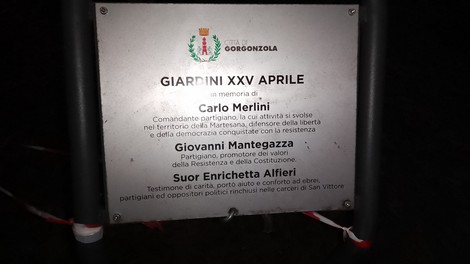 CITTÀ DI
GORGONZOLA
GIARDINI XXV APRILE
in memoria di
Carlo Merlini
Comandante partigiano, la cui attività si svolse
nel territorio della Martesana, difensore della libertà
e della democrazia conquistate con la resistenza
Giovanni Mantegazza
Partigiano, promotore dei valori
della Resistenza e della Costituzione.
Suor Enrichetta Alfieri
Testimone di carità, portò aiuto e conforto ad ebrei,
partigiani ed oppositori politici rinchiusi nelle carceri di San Vittore